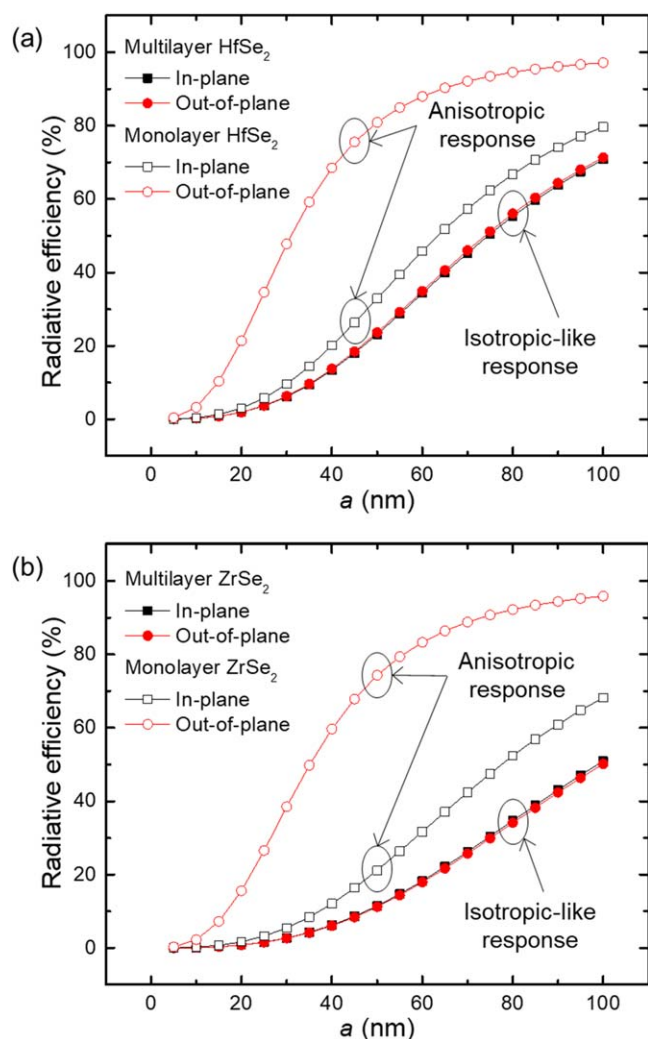 (a)
100
80
60
40
20
0
Radiative efficiency (%)
Multilayer HfSe₂
In-plane
Out-of-plane
Monolayer HfSe₂
In-plane
Out-of-plane
Anisotropic
response
Isotropic-like
response
0 20 40 60 80 100
a (nm)
(b)
100
80
60
40
20
0
Radiative efficiency (%)
Multilayer ZrSe₂
In-plane
Out-of-plane
Monolayer ZrSe₂
In-plane
Out-of-plane
Anisotropic
response
Isotropic-like
response
0 20 40 60 80 100
a (nm)